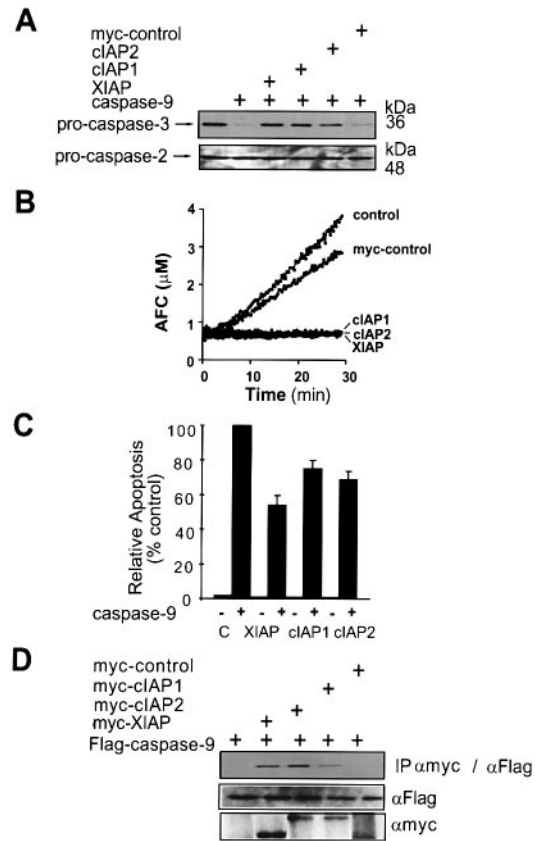 A
myc-control +
cIAP2 +
cIAP1 +
XIAP +
caspase-9 + + + + +
kDa
pro-caspase-3 → 36
kDa
pro-caspase-2 → 48
B
4
3
2
1
0
AFC (μM)
control
myc-control
cIAP1
cIAP2
XIAP
0 10 20 30
Time (min)
C
100
80
60
40
20
0
Relative Apoptosis
(% control)
caspase-9 - + - + - + - +
C XIAP cIAP1 cIAP2
D
myc-control +
myc-cIAP1 +
myc-cIAP2 +
myc-XIAP +
Flag-caspase-9 + + + + +
IP αmyc / αFlag
αFlag
αmyc